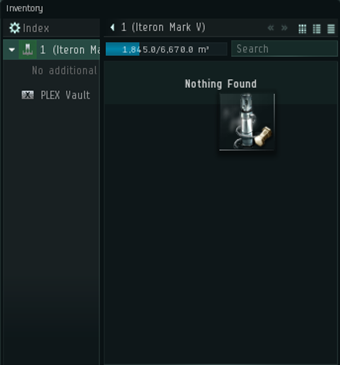 Inventory
Index
1 (Iteron Mark V)
1 (Iteron Ma
1,845.0/6,670.0 m³
Search
No additional
Nothing Found
PLEX Vault